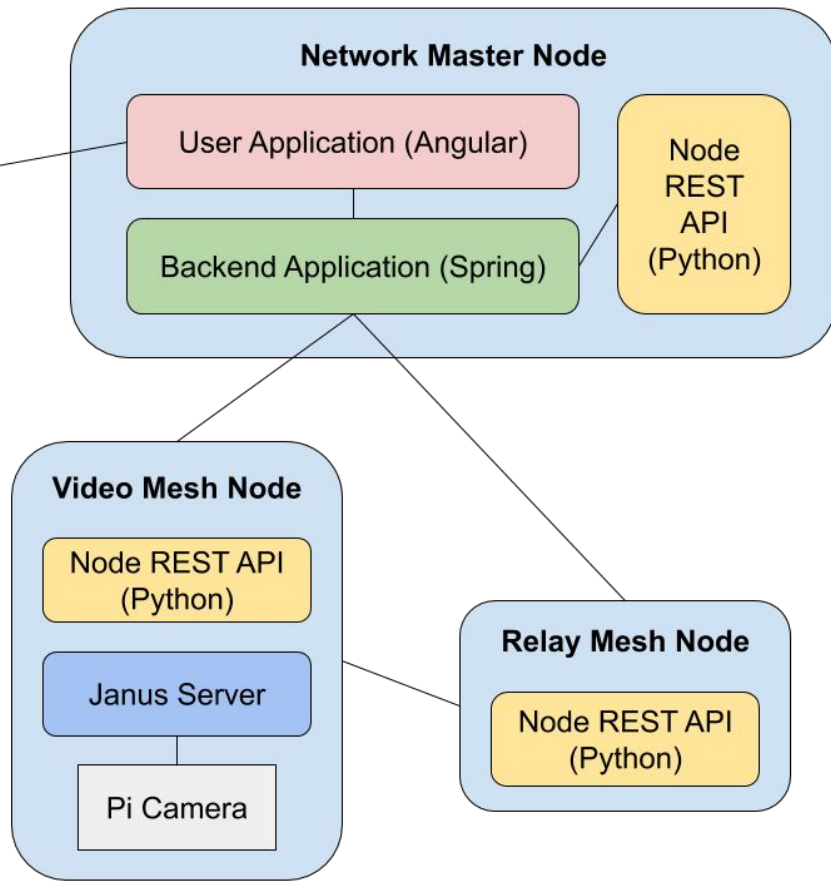 Network Master Node
User Application (Angular)
Backend Application (Spring)
Node
REST
API
(Python)
Video Mesh Node
Node REST API
(Python)
Janus Server
Pi Camera
Relay Mesh Node
Node REST API
(Python)